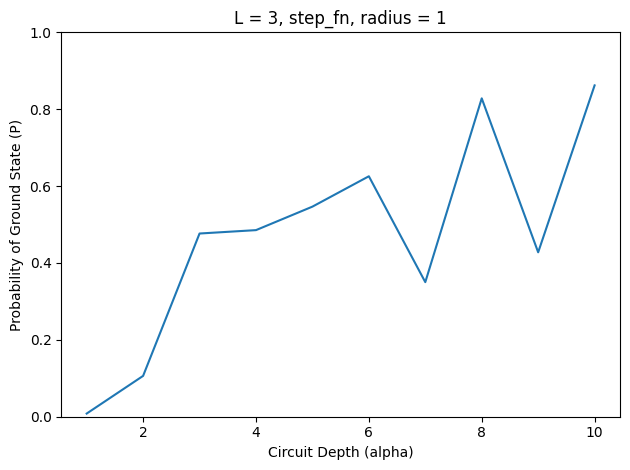 L = 3, step_fn, radius = 1
Probability of Ground State (P)
1.0
0.8
0.6
0.4
0.2
0.0
2 4 6 8 10
Circuit Depth (alpha)